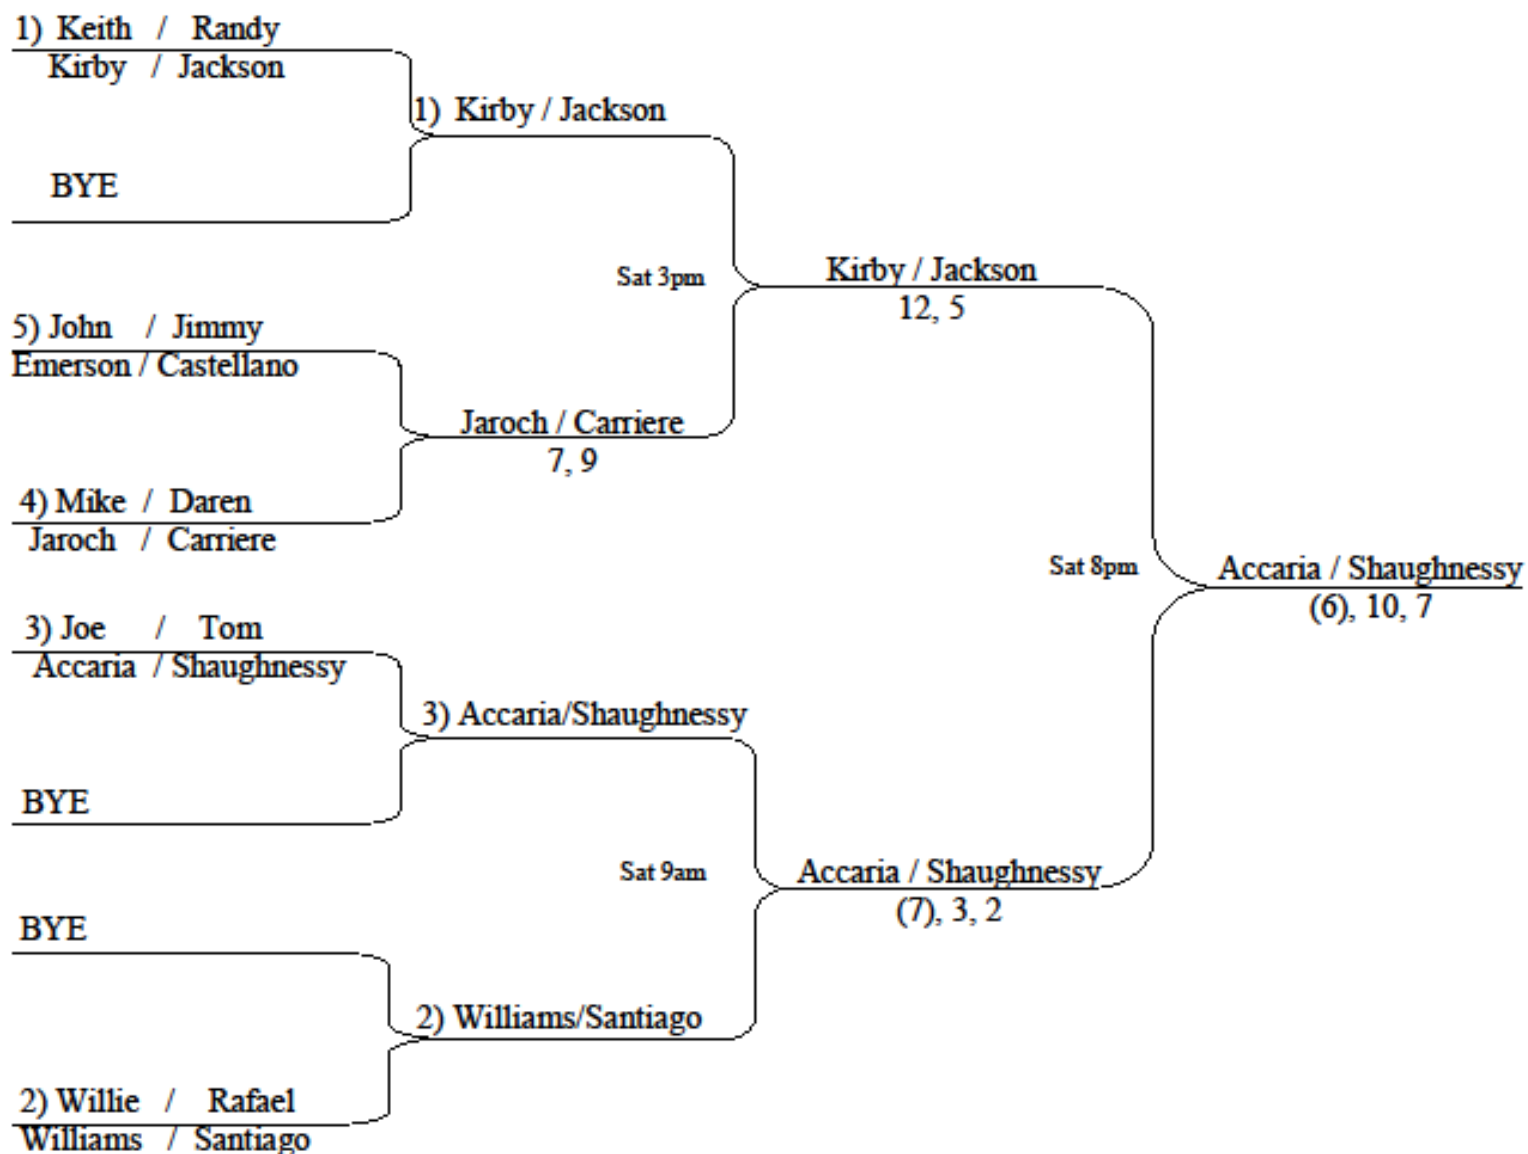 1) Keith / Randy
Kirby / Jackson
1) Kirby / Jackson
BYE
Sat 3pm
Kirby / Jackson
12, 5
5) John / Jimmy
Emerson / Castellano
Jaroch / Carriere
7, 9
4) Mike / Daren
Jaroch / Carriere
Sat 8pm
Accaria / Shaughnessy
(6), 10, 7
3) Joe / Tom
Accaria / Shaughnessy
3) Accaria/Shaughnessy
BYE
Sat 9am
Accaria / Shaughnessy
(7), 3, 2
BYE
2) Williams/Santiago
2) Willie / Rafael
Williams / Santiago